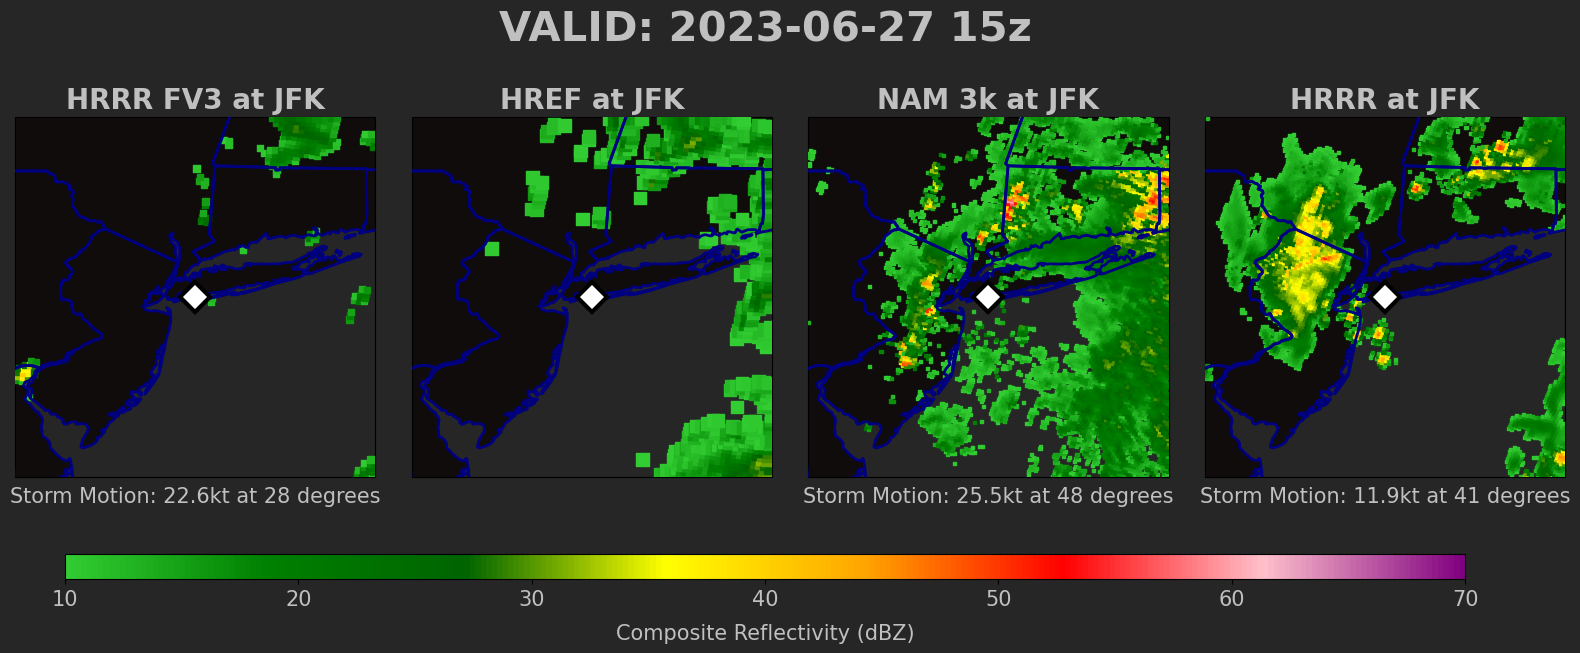 VALID: 2023-06-27 15z
HRRR FV3 at JFK
HREF at JFK
NAM 3k at JFK
HRRR at JFK
Storm Motion: 22.6kt at 28 degrees
Storm Motion: 25.5kt at 48 degrees
Storm Motion: 11.9kt at 41 degrees
10 20 30 40 50 60 70
Composite Reflectivity (dBZ)